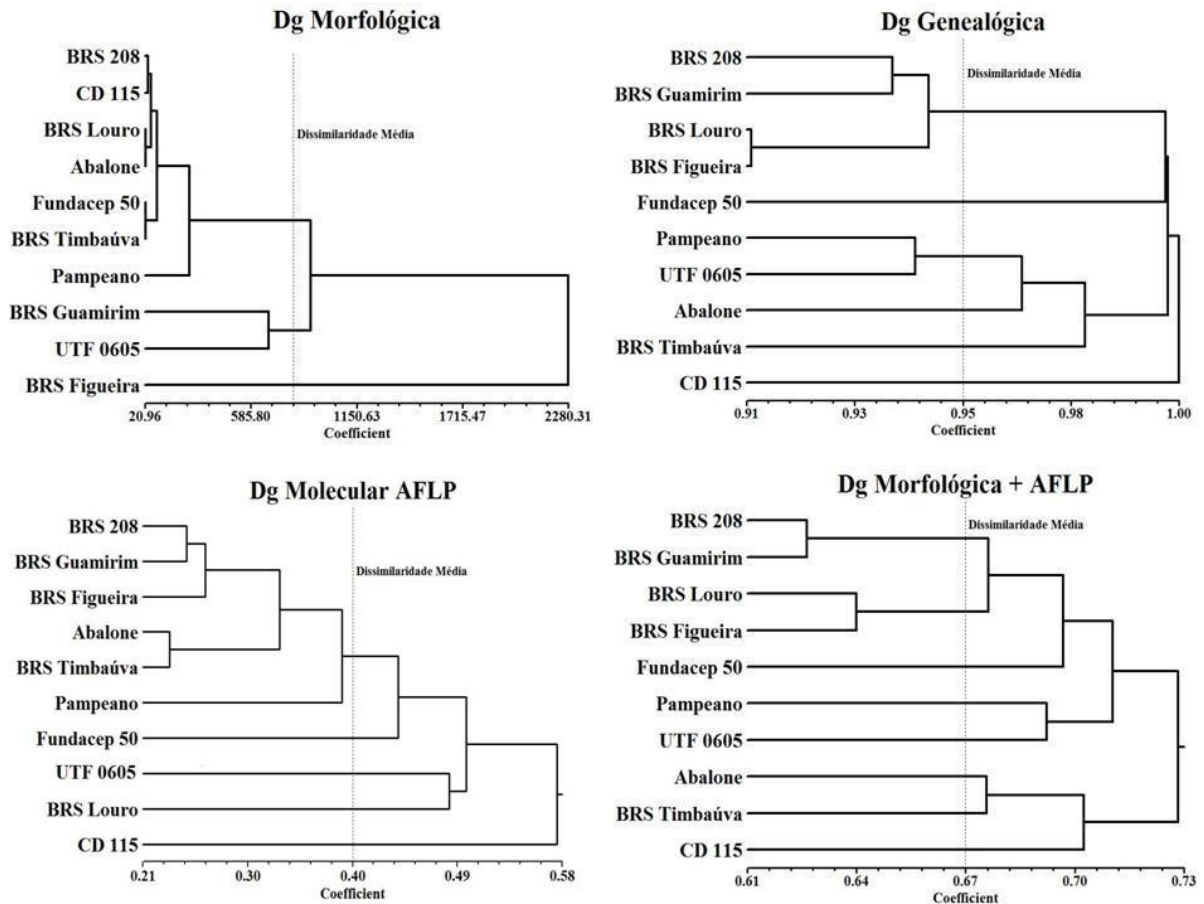 Dg Morfológica
BRS 208
CD 115
BRS Louro
Abalone
Fundacep 50
BRS Timbaúva
Pampeano
BRS Guamirim
UTF 0605
BRS Figueira
Dissimilaridade Média
20.96 585.80 1150.63 1715.47 2280.31
Coefficient
Dg Genealógica
BRS 208
BRS Guamirim
BRS Louro
BRS Figueira
Fundacep 50
Pampeano
UTF 0605
Abalone
BRS Timbaúva
CD 115
Dissimilaridade Média
0.91 0.93 0.95 0.98 1.00
Coefficient
Dg Molecular AFLP
BRS 208
BRS Guamirim
BRS Figueira
Abalone
BRS Timbaúva
Pampeano
Fundacep 50
UTF 0605
BRS Louro
CD 115
Dissimilaridade Média
0.21 0.30 0.40 0.49 0.58
Coefficient
Dg Morfológica + AFLP
BRS 208
BRS Guamirim
BRS Louro
BRS Figueira
Fundacep 50
Pampeano
UTF 0605
Abalone
BRS Timbaúva
CD 115
Dissimilaridade Média
0.61 0.64 0.67 0.70 0.73
Coefficient